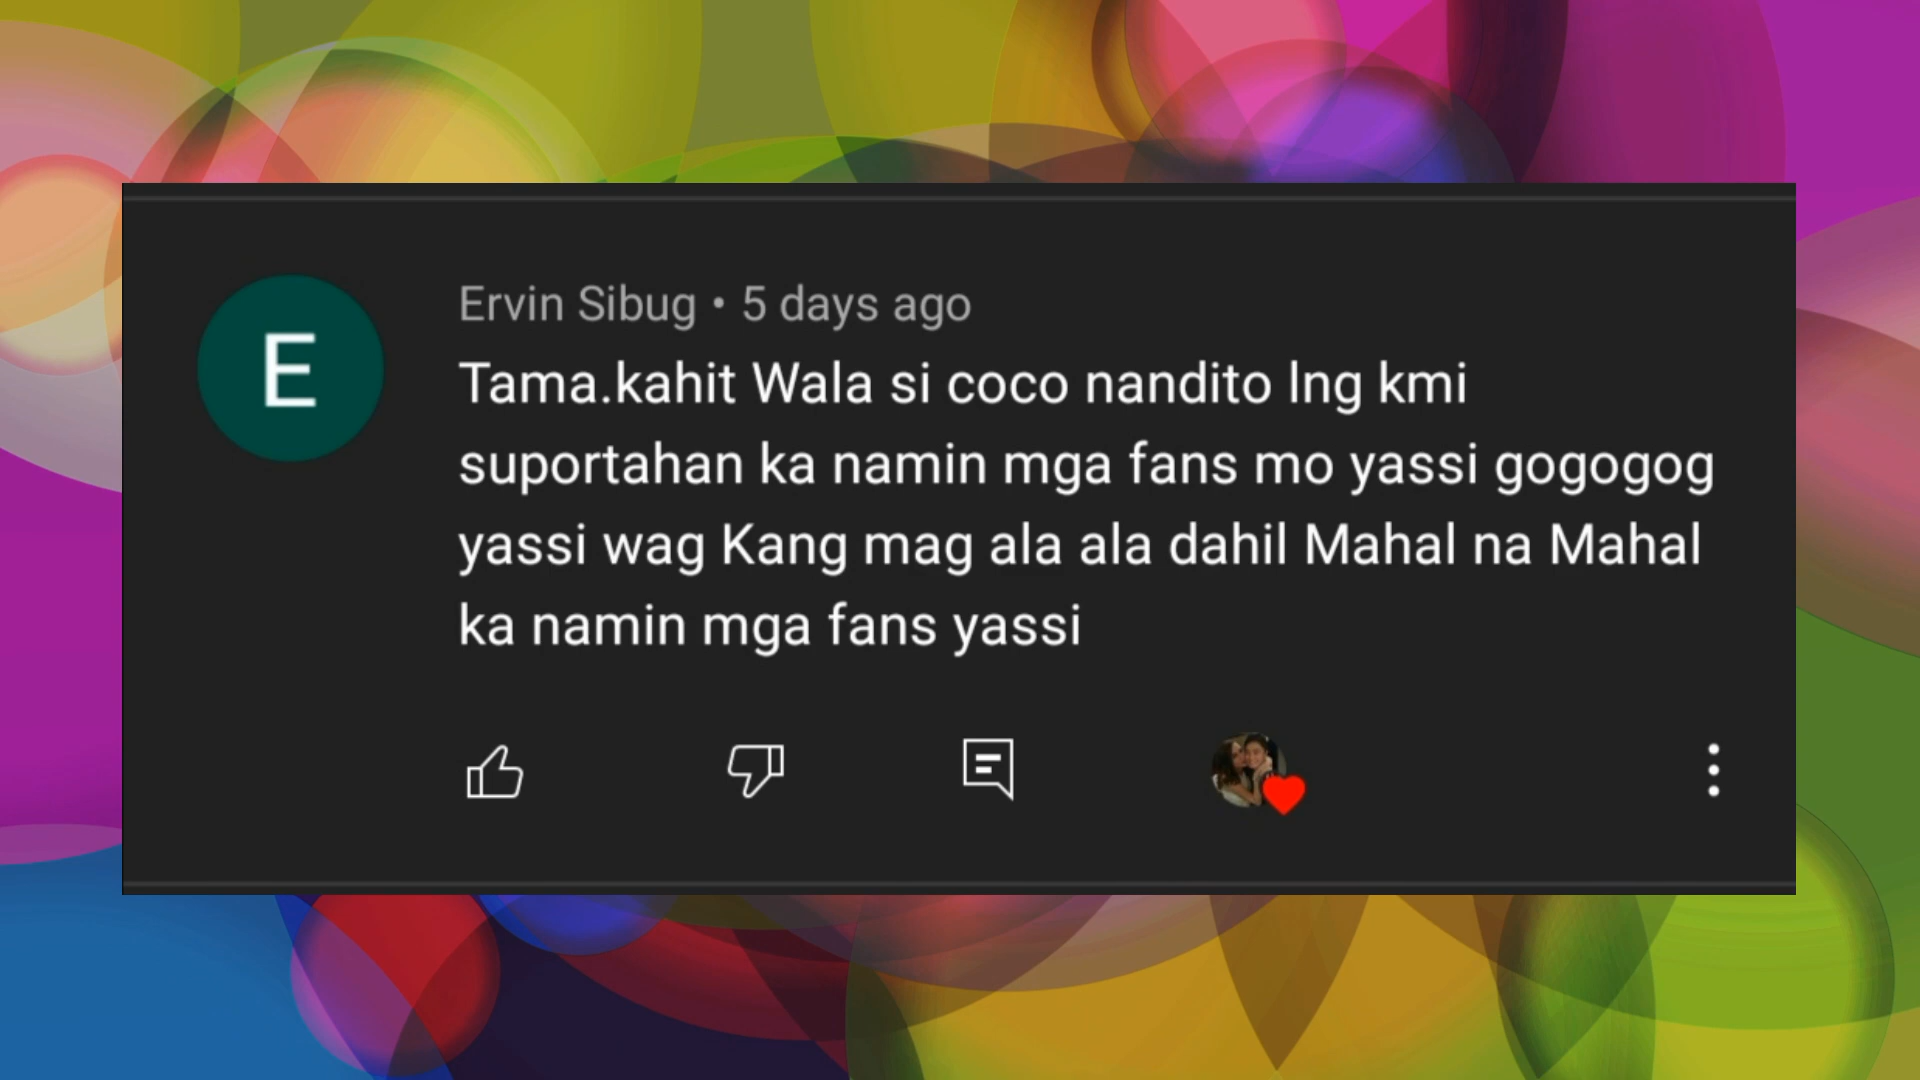 E
Ervin Sibug • 5 days ago
Tama.kahit Wala si coco nandito lng kmi
suportahan ka namin mga fans mo yassi gogogog
yassi wag Kang mag ala ala dahil Mahal na Mahal
ka namin mga fans yassi